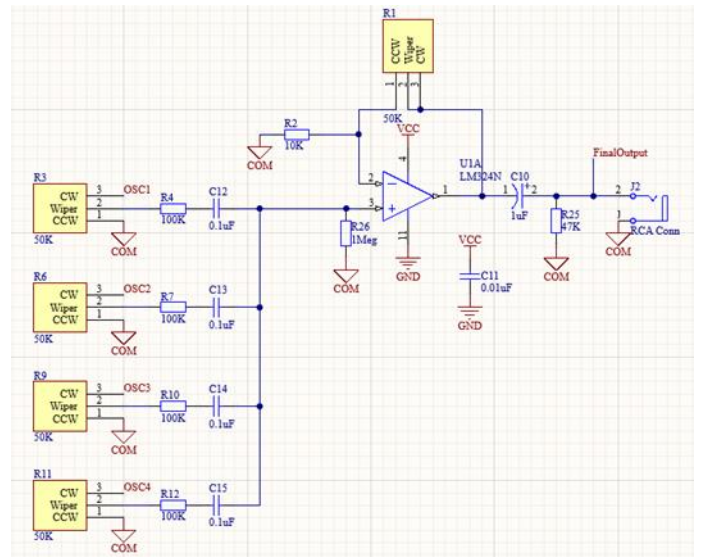 R1
CCW
Wiper
CW
1
2
3
50K
R2
10K
COM
VCC
4
U1A
LM324N
2
3
1
11
GND
C10
1
+
2
1uF
FinalOutput
J2
2
1
RCA Conn
COM
R25
47K
COM
VCC
C11
0.01uF
GND
R26
1Meg
COM
R3
CW
Wiper
CCW
3
2
1
50K
OSC1
COM
R4
100K
C12
0.1uF
R6
CW
Wiper
CCW
3
2
1
50K
OSC2
COM
R7
100K
C13
0.1uF
R9
CW
Wiper
CCW
3
2
1
50K
OSC3
COM
R10
100K
C14
0.1uF
R11
CW
Wiper
CCW
3
2
1
50K
OSC4
COM
R12
100K
C15
0.1uF